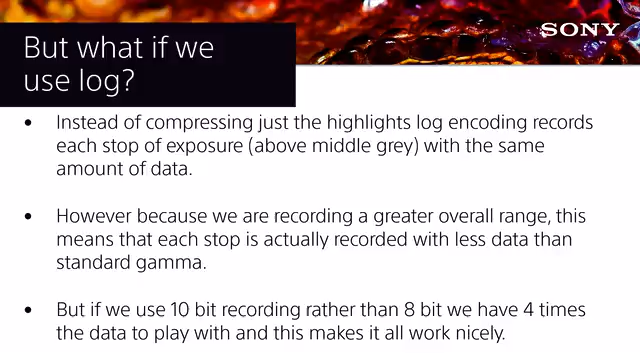 SONY
But what if we
use log?
• Instead of compressing just the highlights log encoding records
each stop of exposure (above middle grey) with the same
amount of data.
• However because we are recording a greater overall range, this
means that each stop is actually recorded with less data than
standard gamma.
• But if we use 10 bit recording rather than 8 bit we have 4 times
the data to play with and this makes it all work nicely.